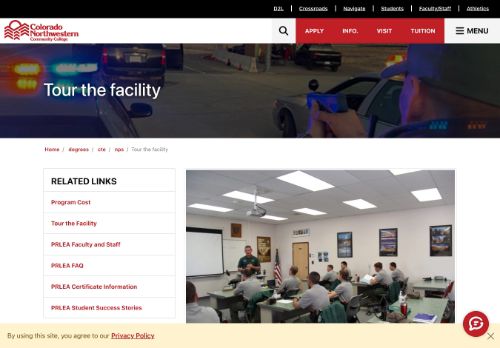 D2L
Crossroads
Navigate
Students
Faculty/Staff
Athletics
Colorado
Northwestern
Community College
APPLY
INFO.
VISIT
TUITION
MENU
Tour the facility
Home / degrees / cte / nps / Tour the facility
RELATED LINKS
Program Cost
Tour the Facility
PRLEA Faculty and Staff
PRLEA FAQ
PRLEA Certificate Information
PRLEA Student Success Stories
By using this site, you agree to our Privacy Policy